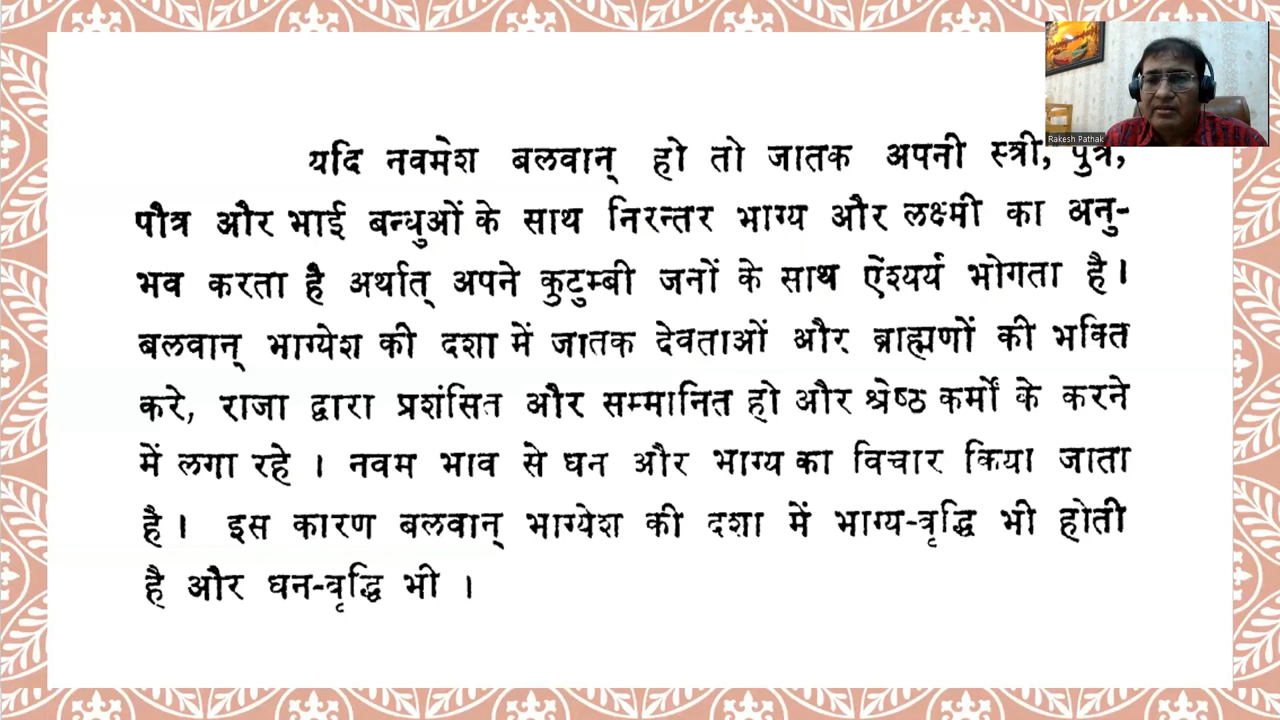 Rakesh Pathak
यदि नवमेश बलवान् हो तो जातक अपनी स्त्री, पुत्र,
पौत्र और भाई बन्धुओं के साथ निरन्तर भाग्य और लक्ष्मी का अनु-
भव करता है अर्थात् अपने कुटुम्बी जनों के साथ ऐंश्यर्य भोगता है।
बलवान् भाग्येश की दशा में जातक देवताओं और ब्राह्मणों की भक्ति
करे, राजा द्वारा प्रशंसित और सम्मानित हो और श्रेष्ठ कर्मों के करने
में लगा रहे । नवम भाव से धन और भाग्य का विचार किया जाता
है। इस कारण बलवान् भाग्येश की दशा में भाग्य-वृद्धि भी होती
है और धन-वृद्धि भी ।